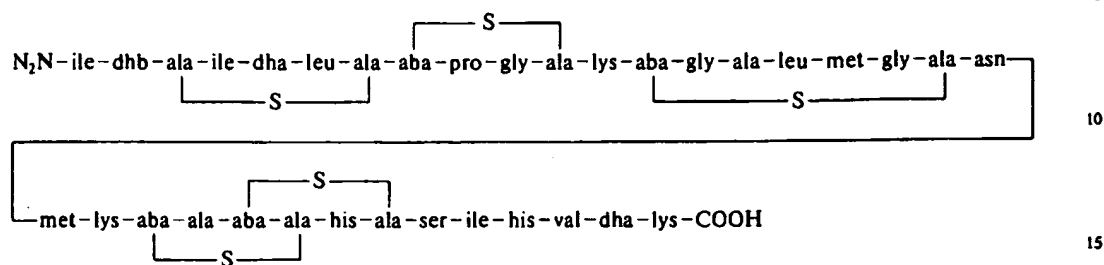 S
N₂N-ile-dhb-ala-ile-dha-leu-ala-aba-pro-gly-ala-lys-aba-gly-ala-leu-met-gly-ala-asn
S S
10
S
met-lys-aba-ala-aba-ala-his-ala-ser-ile-his-val-dha-lys-COOH
S
15